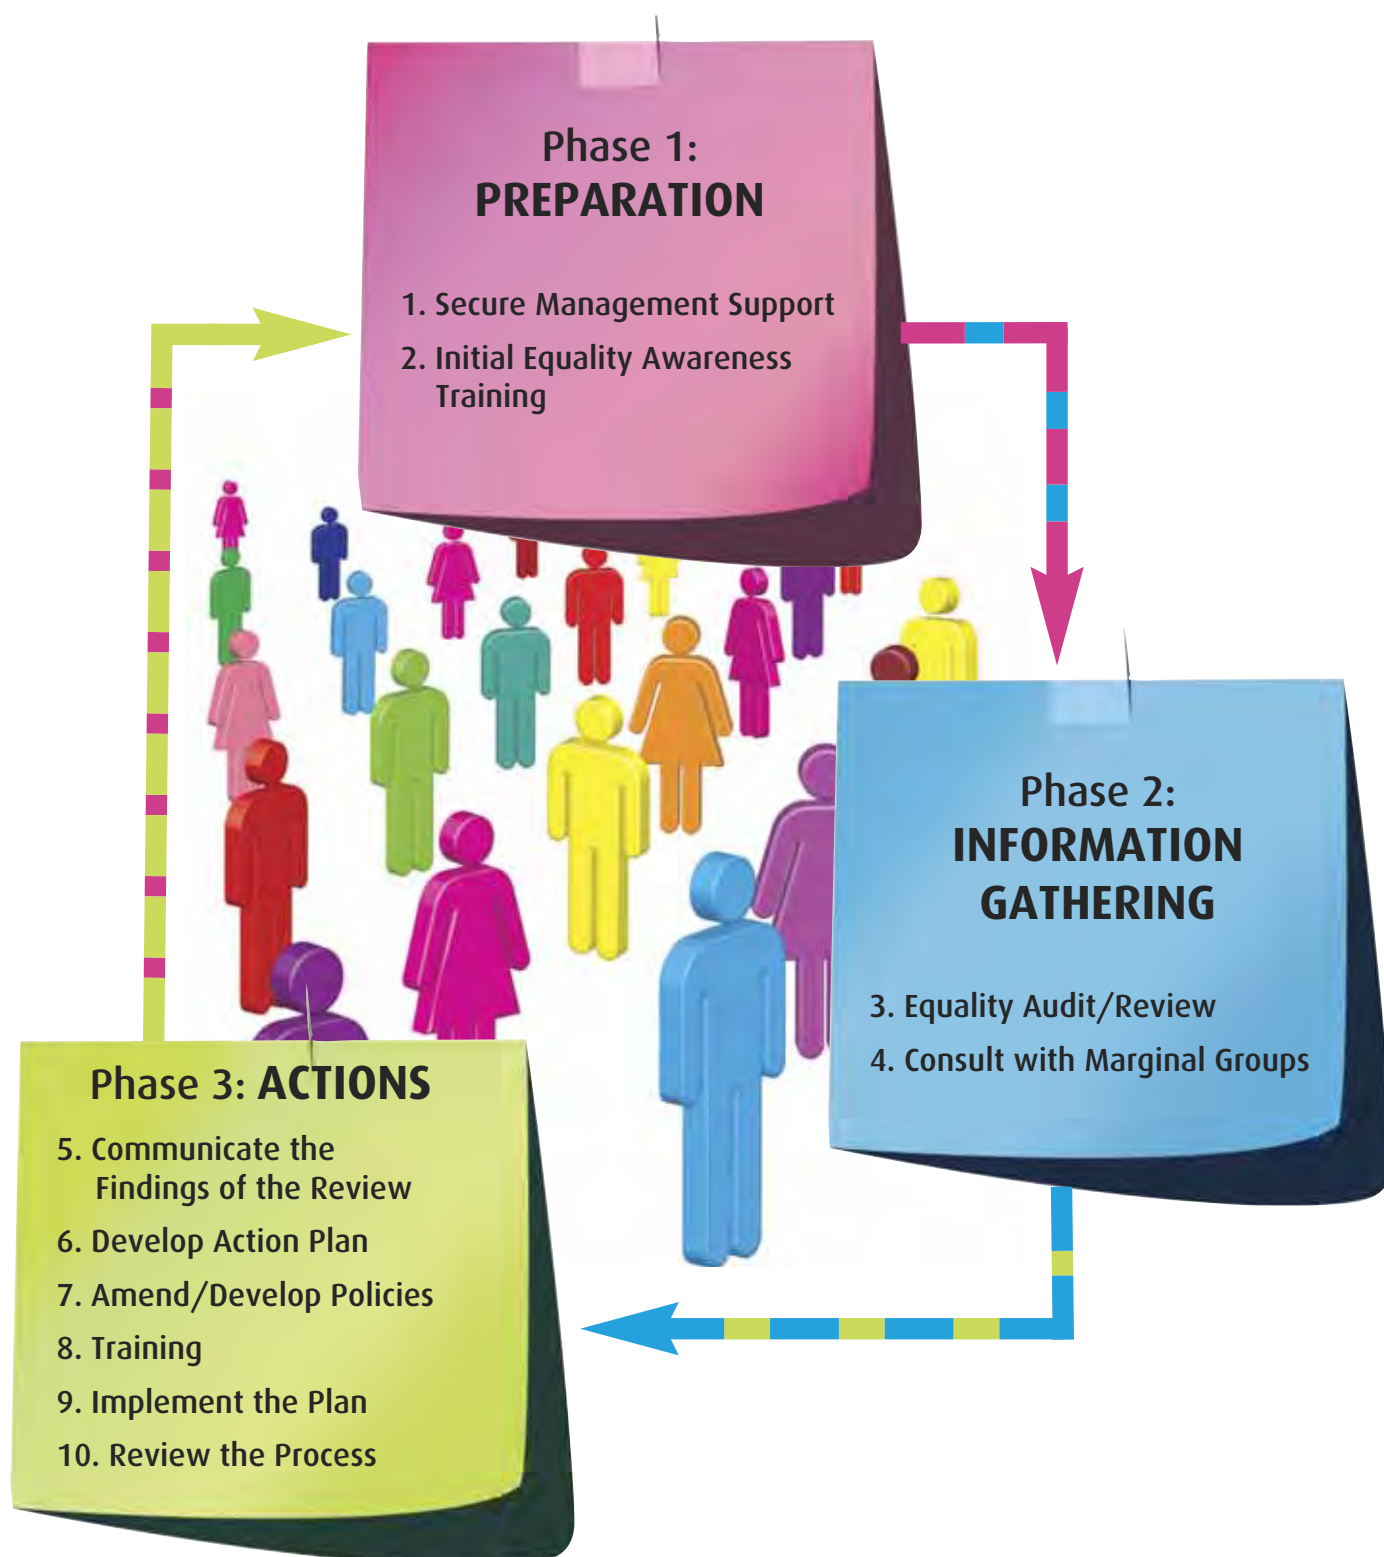 Phase 1:
PREPARATION
1. Secure Management Support
2. Initial Equality Awareness
Training
Phase 2:
INFORMATION
GATHERING
3. Equality Audit/Review
4. Consult with Marginal Groups
Phase 3: ACTIONS
5. Communicate the
Findings of the Review
6. Develop Action Plan
7. Amend/Develop Policies
8. Training
9. Implement the Plan
10. Review the Process